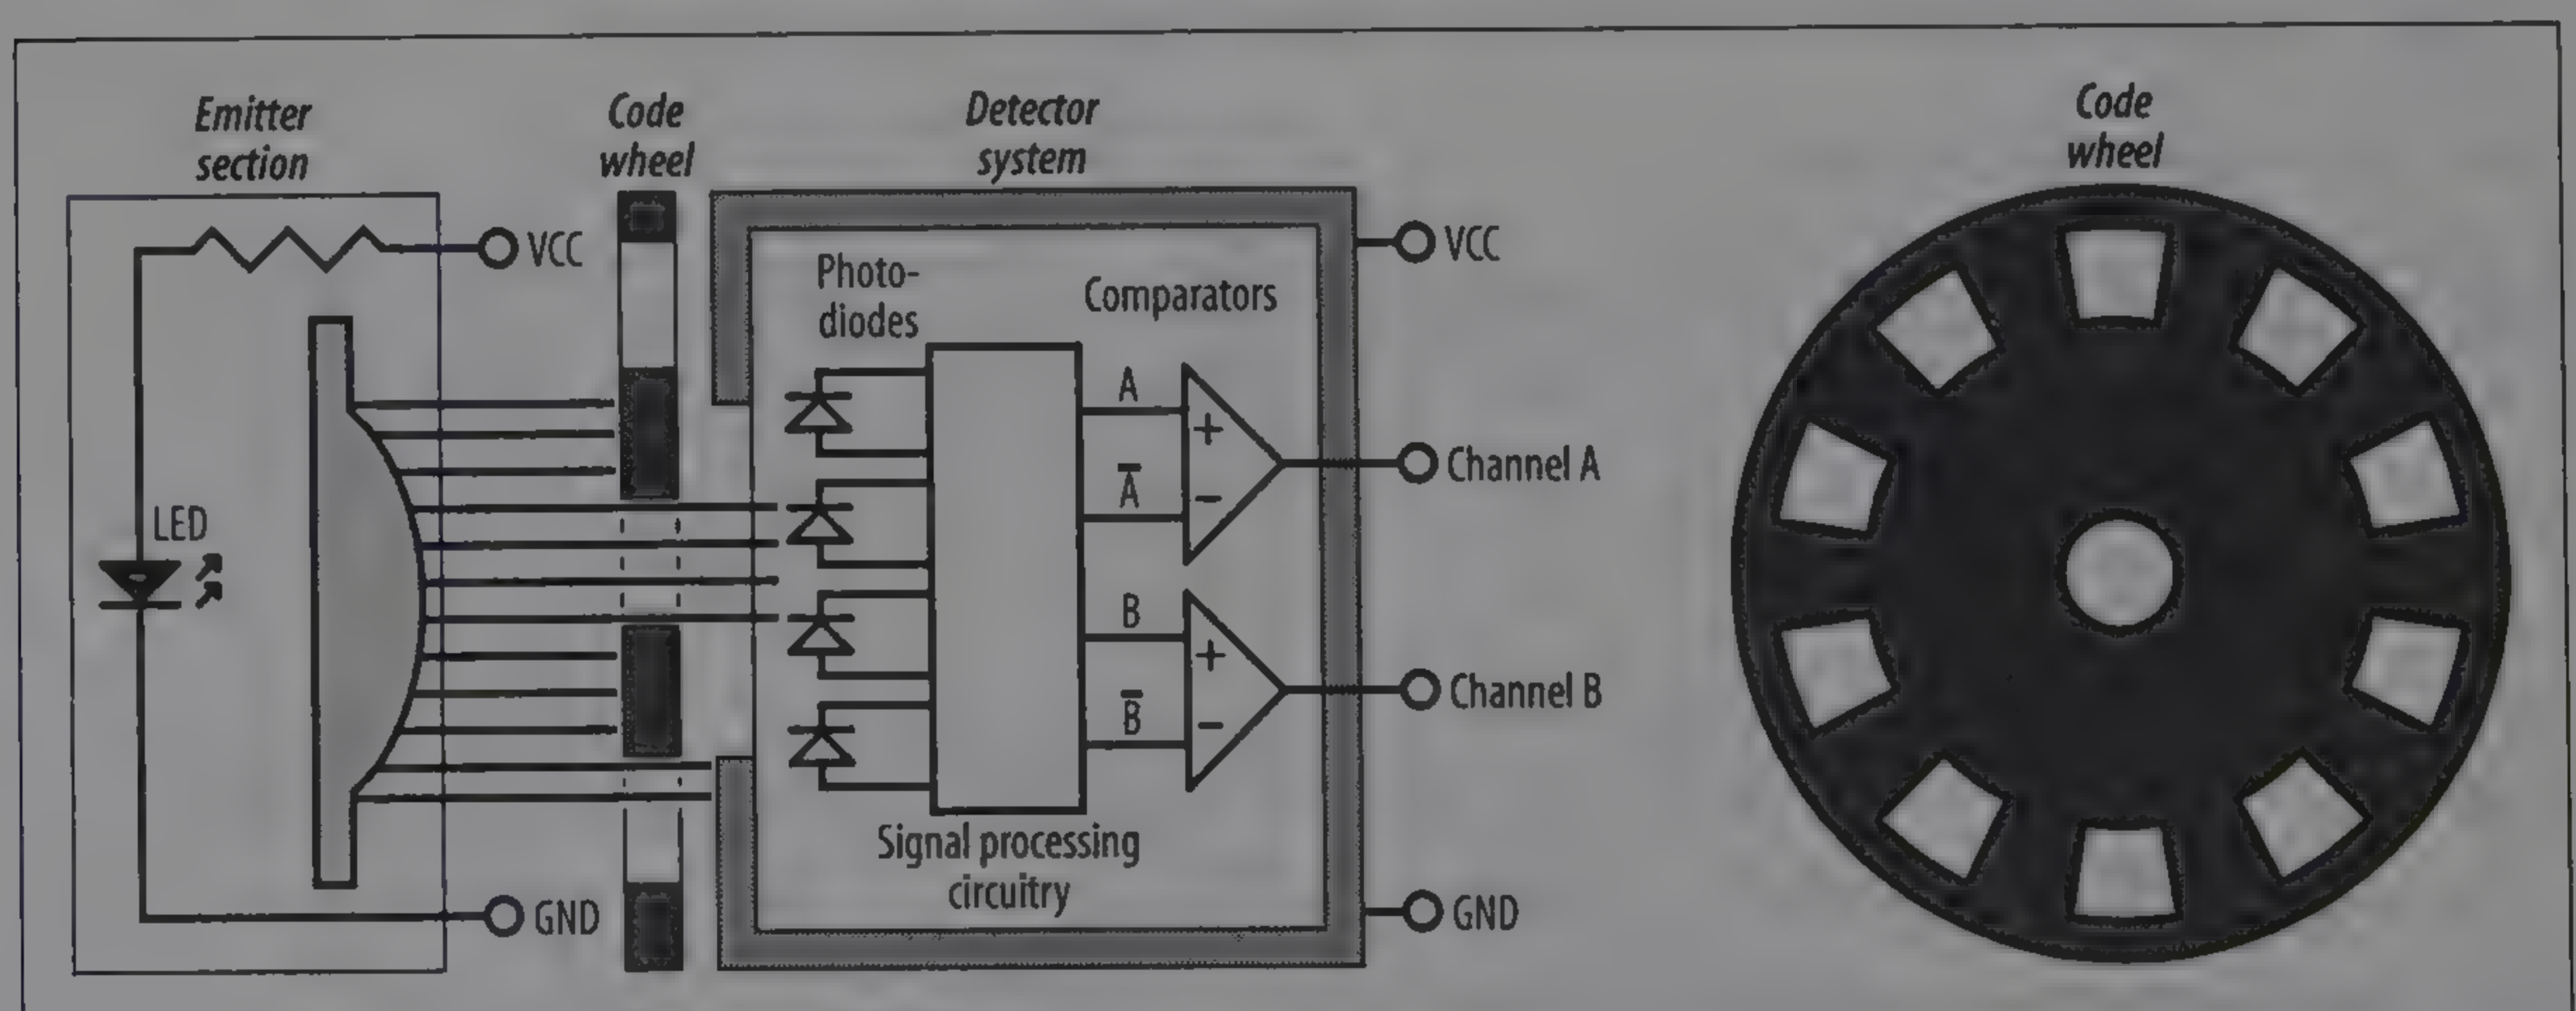 Emitter
section
Code
wheel
Detector
system
Code
wheel
VCC
LED
GND
Photo-
diodes
Comparators
A
+
A̅
−
B
+
B̅
−
Signal processing
circuitry
VCC
Channel A
Channel B
GND